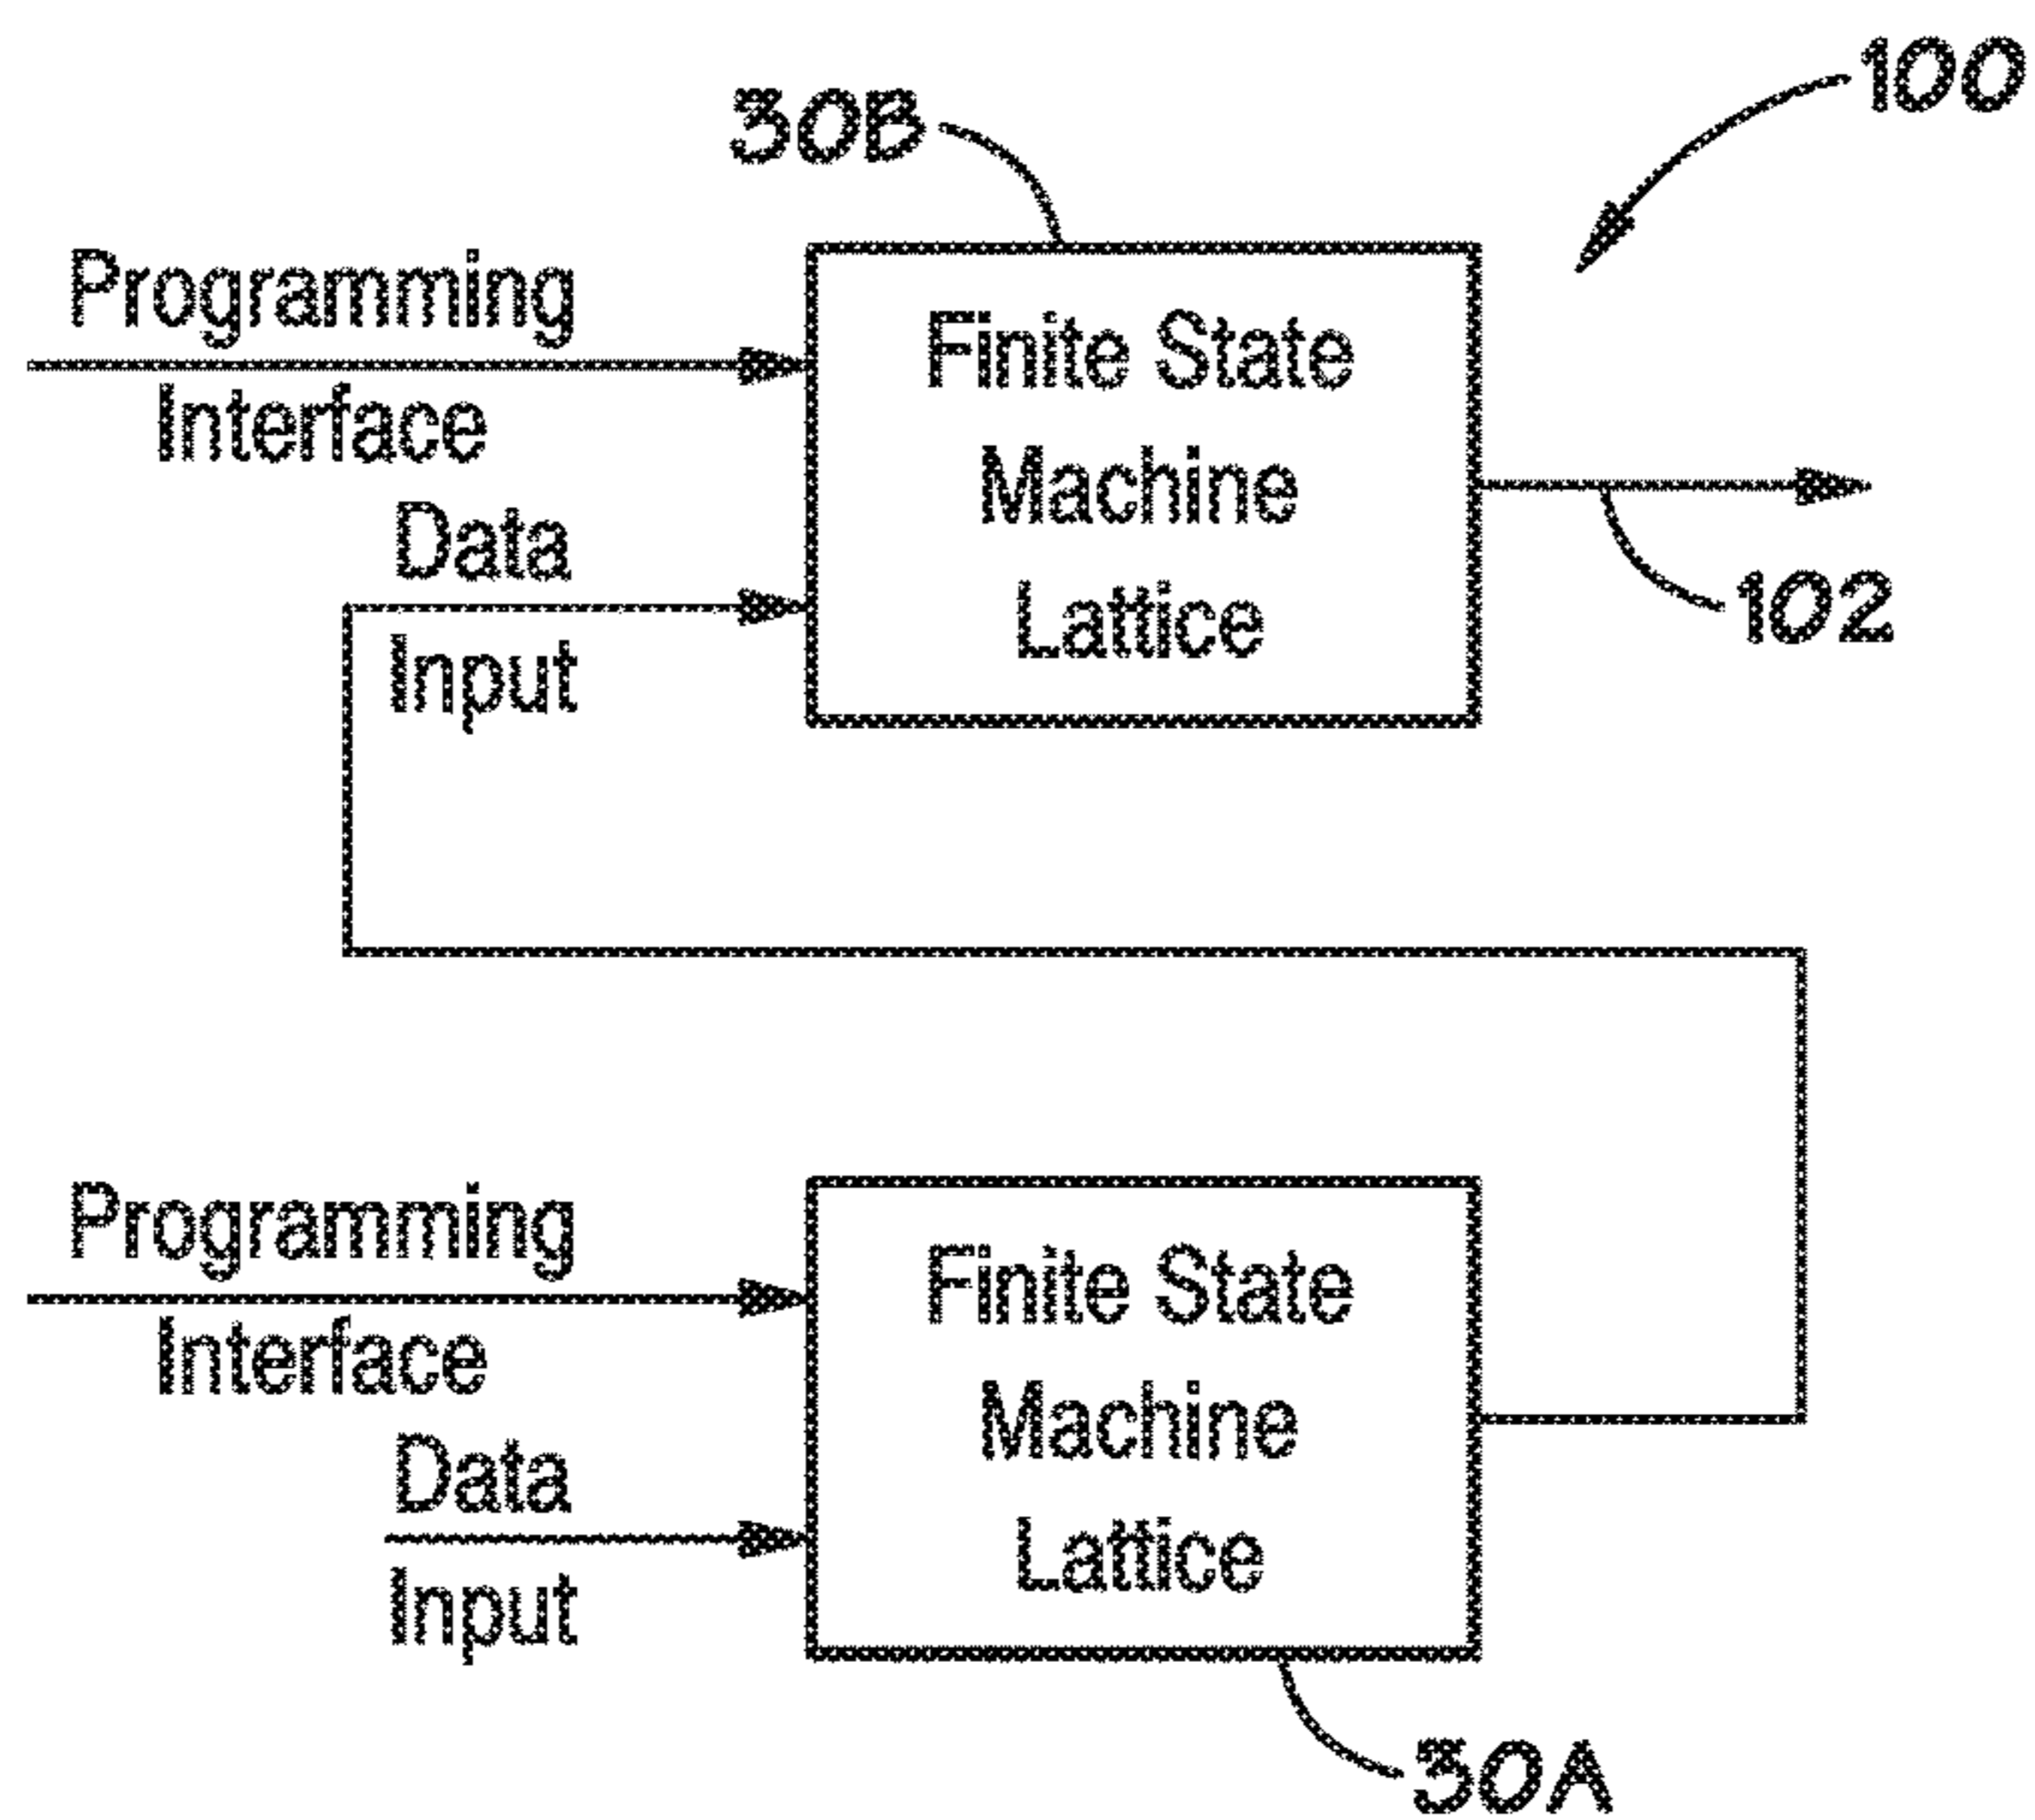 100
30B
Programming
Interface
Data
Input
Finite State
Machine
Lattice
102
Programming
Interface
Data
Input
Finite State
Machine
Lattice
30A